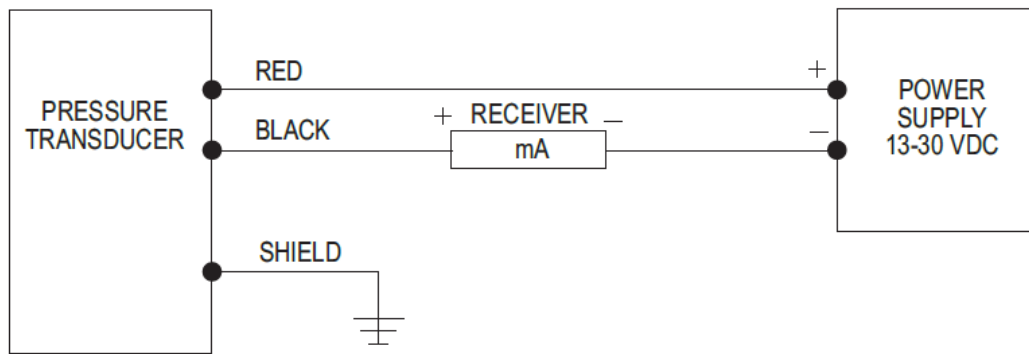 RED
+
POWER
SUPPLY
13-30 VDC
PRESSURE
TRANSDUCER
BLACK
+ RECEIVER –
mA
–
SHIELD